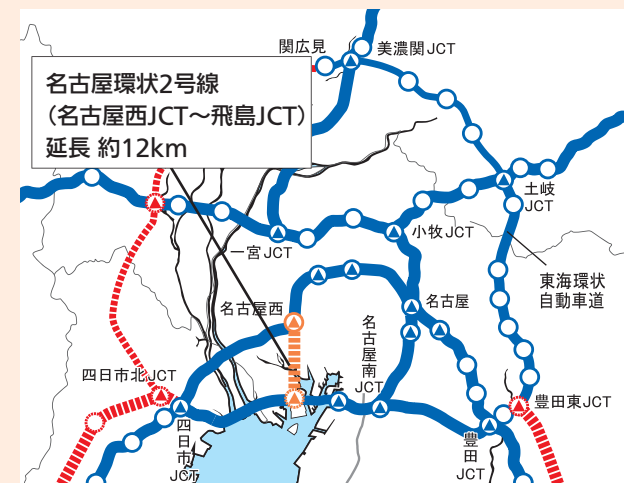 関広見
美濃関JCT
名古屋環状2号線
（名古屋西JCT〜飛島JCT）
延長 約12km
土岐
JCT
一宮JCT
小牧JCT
東海環状
自動車道
名古屋西
名古屋
名古屋南
JCT
四日市北JCT
豊田東JCT
四日市
JCT
豊田
JCT